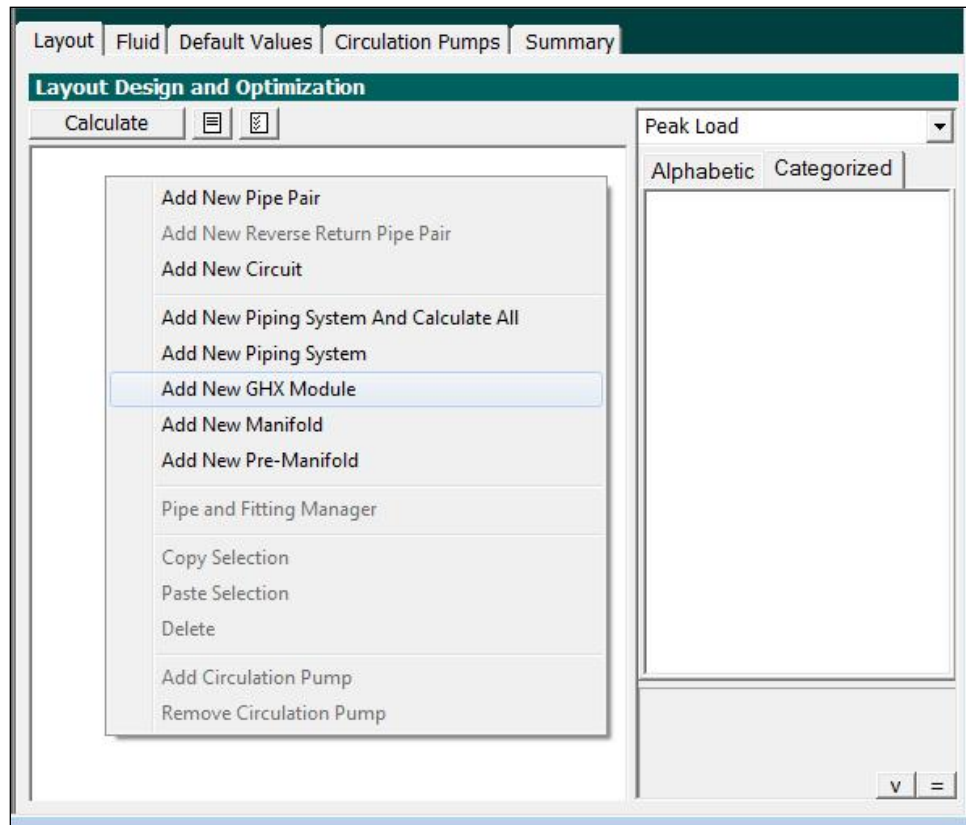 Layout Fluid Default Values Circulation Pumps Summary
Layout Design and Optimization
Calculate
Peak Load
Alphabetic Categorized
Add New Pipe Pair
Add New Reverse Return Pipe Pair
Add New Circuit
Add New Piping System And Calculate All
Add New Piping System
Add New GHX Module
Add New Manifold
Add New Pre-Manifold
Pipe and Fitting Manager
Copy Selection
Paste Selection
Delete
Add Circulation Pump
Remove Circulation Pump
v =